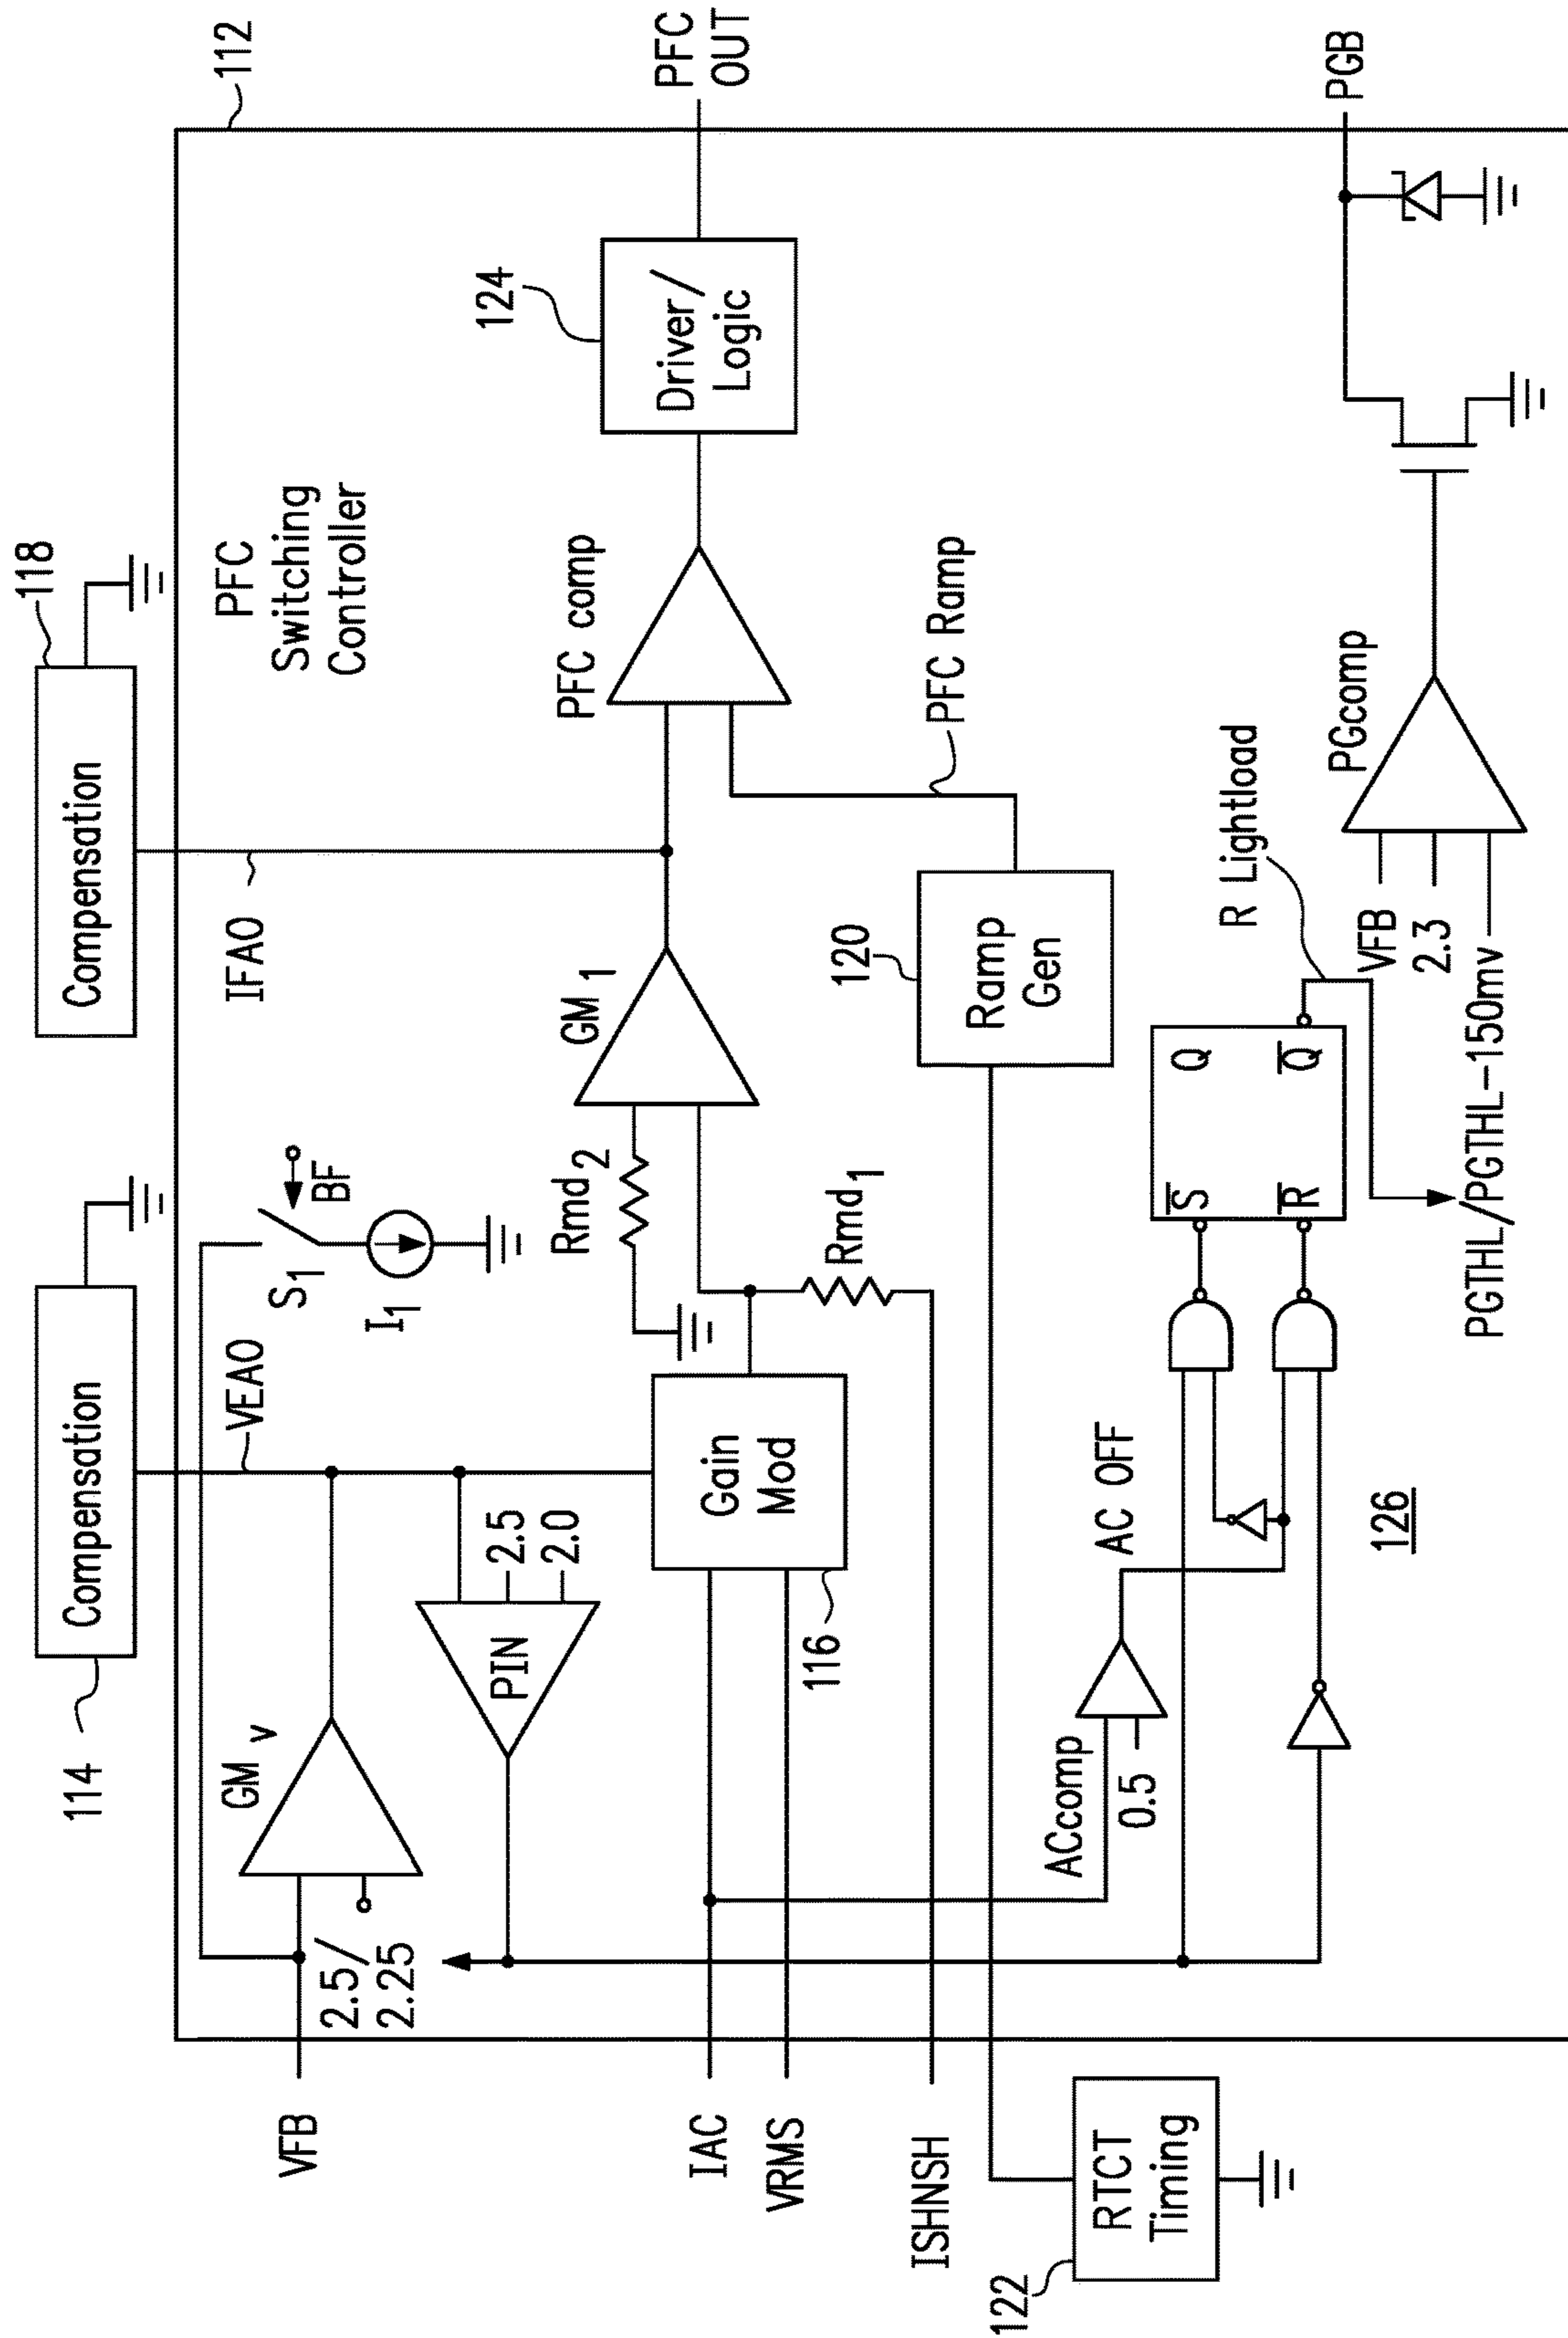 114
Compensation
Compensation
118
112
VFB
2.5/
2.25
GM v
VEAO
S1
BF
I1
IFAO
PFC
Switching
Controller
PIN
2.5
2.0
Rmd2
GM1
PFC comp
124
Driver/
Logic
PFC
OUT
IAC
VRMS
116
Gain
Mod
Rmd1
ISHNSH
PFC Ramp
120
Ramp
Gen
122
RTCT
Timing
ACcomp
0.5
AC OFF
126
S
Q
R
Q
R Lightload
PGTHL/PGTHL-150mv
VFB
2.3
PGcomp
PGB